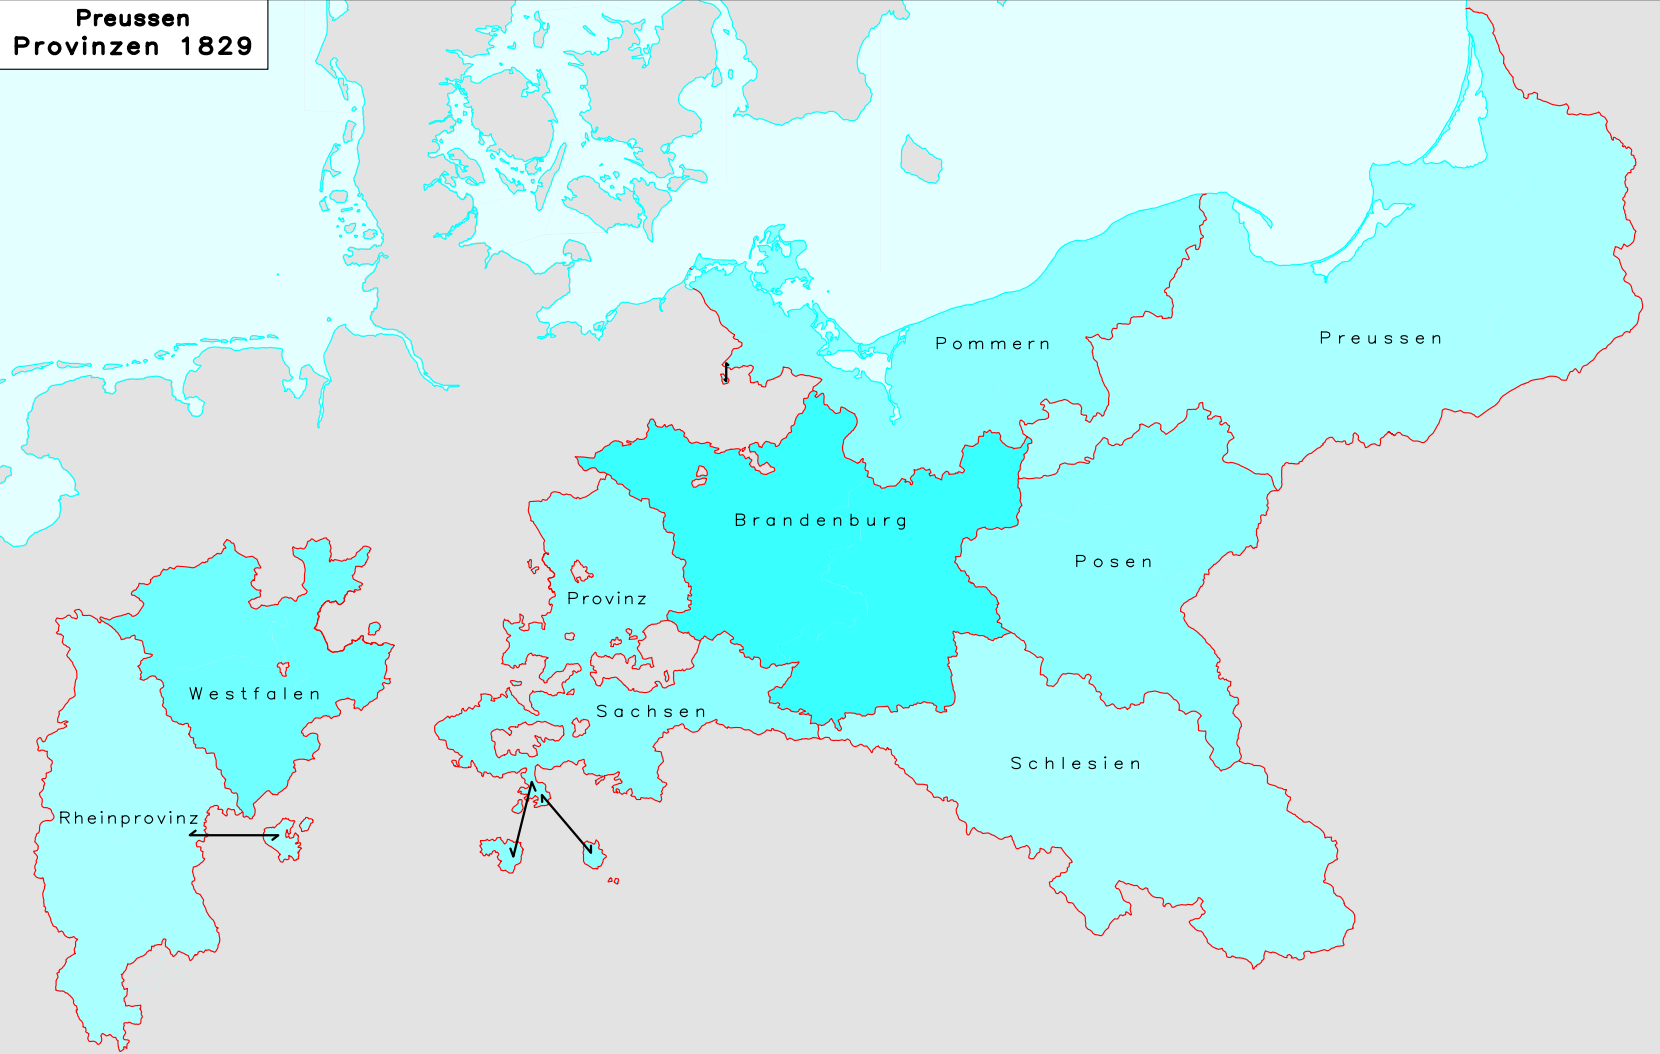 Preussen
Provinzen 1829
Pommern
Preussen
Brandenburg
Posen
Provinz
Westfalen
Sachsen
Schlesien
Rheinprovinz